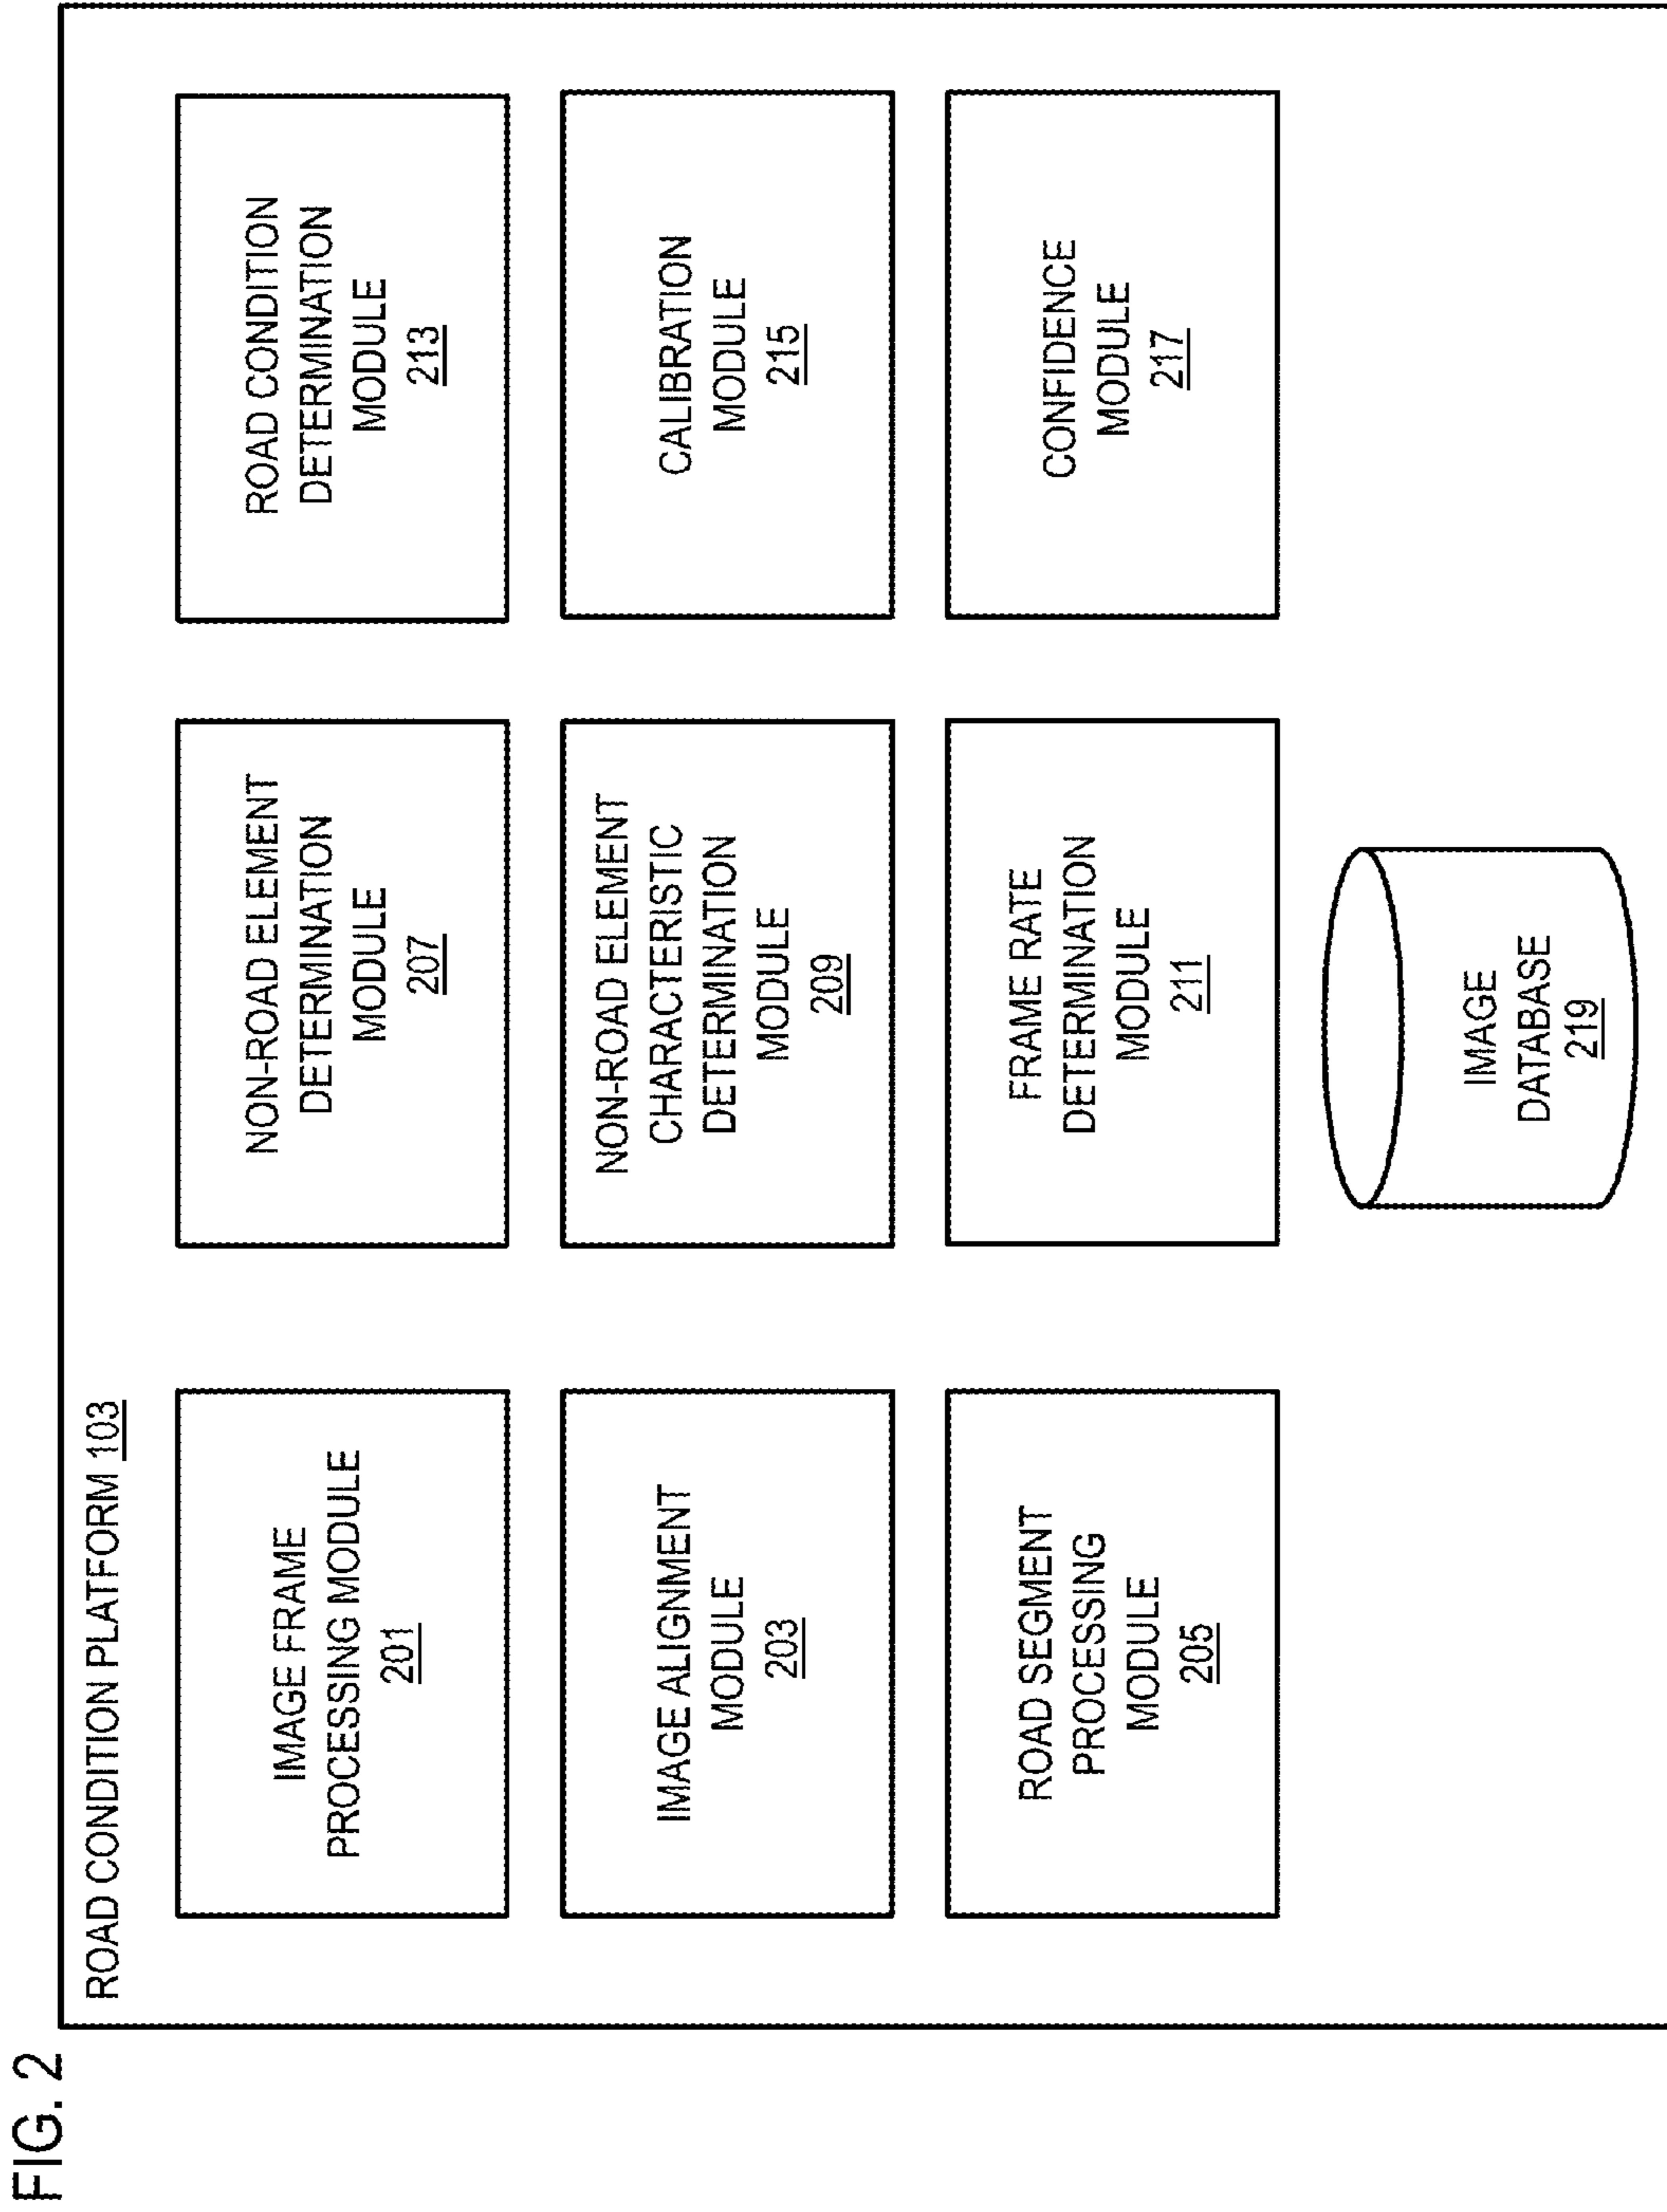 FIG. 2
ROAD CONDITION PLATFORM 103
IMAGE FRAME
PROCESSING MODULE
201
IMAGE ALIGNMENT
MODULE
203
ROAD SEGMENT
PROCESSING
MODULE
205
NON-ROAD ELEMENT
DETERMINATION
MODULE
207
NON-ROAD ELEMENT
CHARACTERISTIC
DETERMINATION
MODULE
209
FRAME RATE
DETERMINATION
MODULE
211
ROAD CONDITION
DETERMINATION
MODULE
213
CALIBRATION
MODULE
215
CONFIDENCE
MODULE
217
IMAGE
DATABASE
219